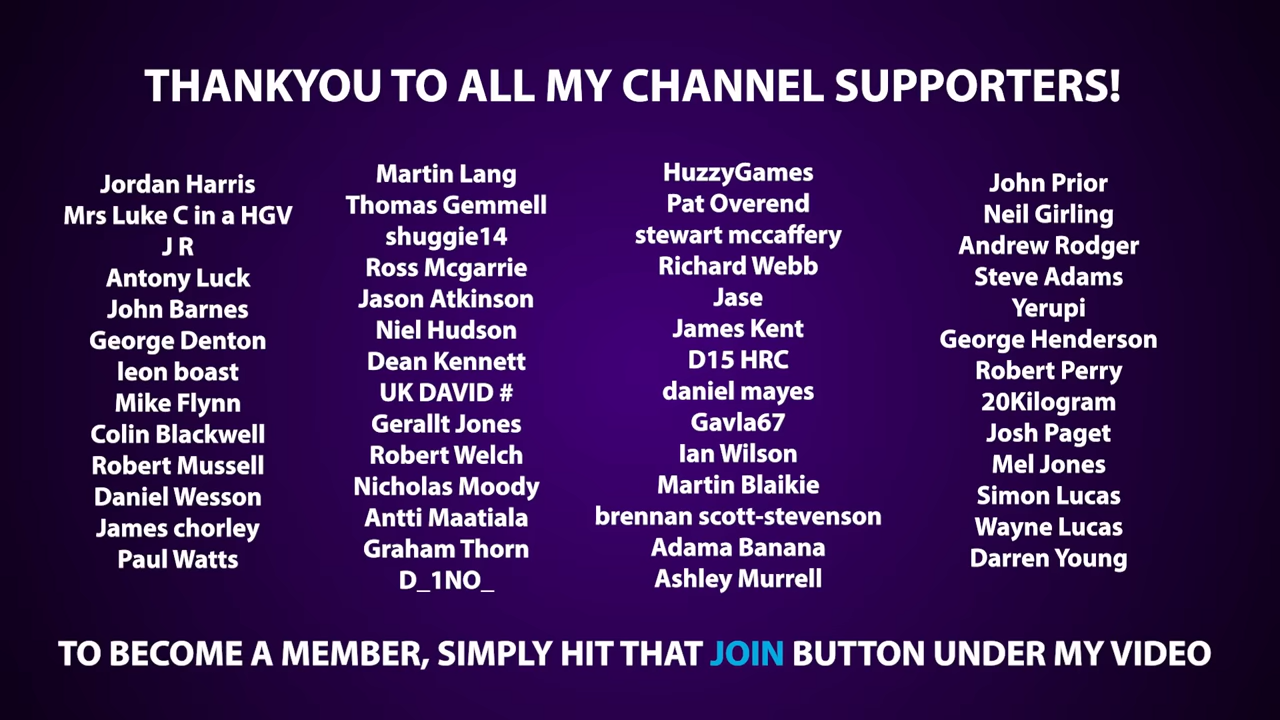 THANKYOU TO ALL MY CHANNEL SUPPORTERS!
Jordan Harris
Mrs Luke C in a HGV
J R
Antony Luck
John Barnes
George Denton
leon boast
Mike Flynn
Colin Blackwell
Robert Mussell
Daniel Wesson
James chorley
Paul Watts
Martin Lang
Thomas Gemmell
shuggie14
Ross Mcgarrie
Jason Atkinson
Niel Hudson
Dean Kennett
UK DAVID #
Gerallt Jones
Robert Welch
Nicholas Moody
Antti Maatiala
Graham Thorn
D_1NO_
HuzzyGames
Pat Overend
stewart mccaffery
Richard Webb
Jase
James Kent
D15 HRC
daniel mayes
Gavla67
Ian Wilson
Martin Blaikie
brennan scott-stevenson
Adama Banana
Ashley Murrell
John Prior
Neil Girling
Andrew Rodger
Steve Adams
Yerupi
George Henderson
Robert Perry
20Kilogram
Josh Paget
Mel Jones
Simon Lucas
Wayne Lucas
Darren Young
TO BECOME A MEMBER, SIMPLY HIT THAT JOIN BUTTON UNDER MY VIDEO